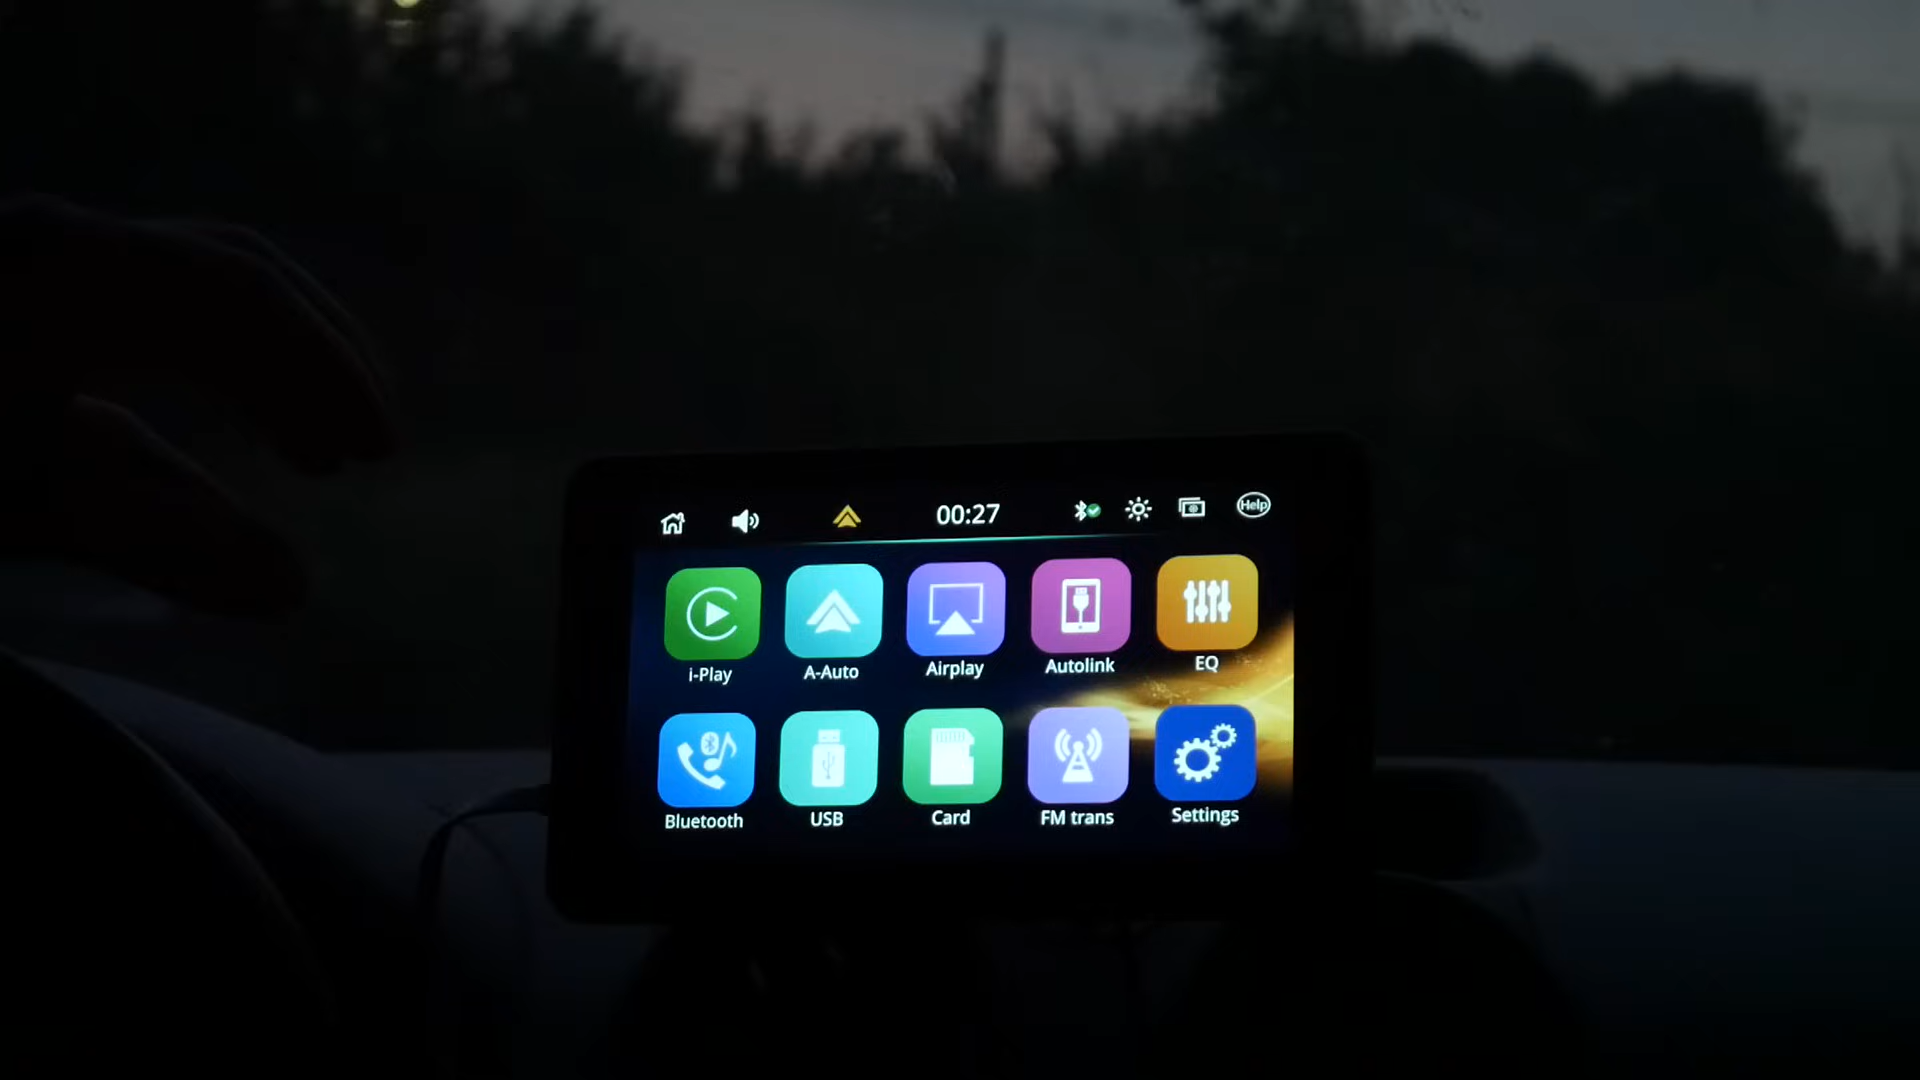 00:27 Help
i-Play A-Auto Airplay Autolink EQ
Bluetooth USB Card FM trans Settings